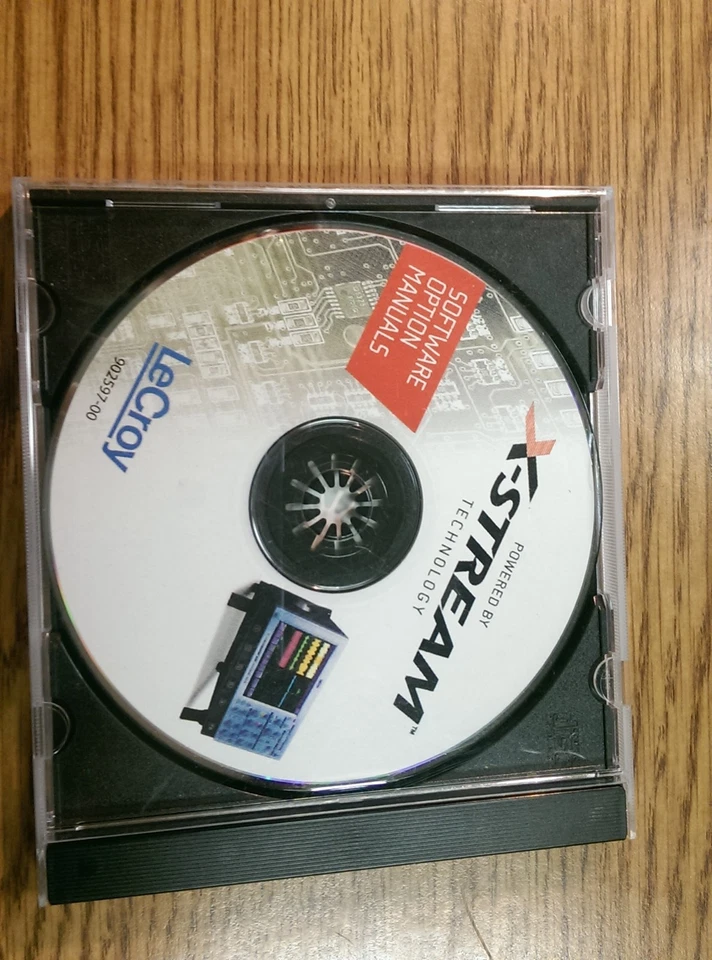 POWERED BY
X-STREAM™
TECHNOLOGY
SOFTWARE
OPTION
MANUALS
LeCroy
902597-00